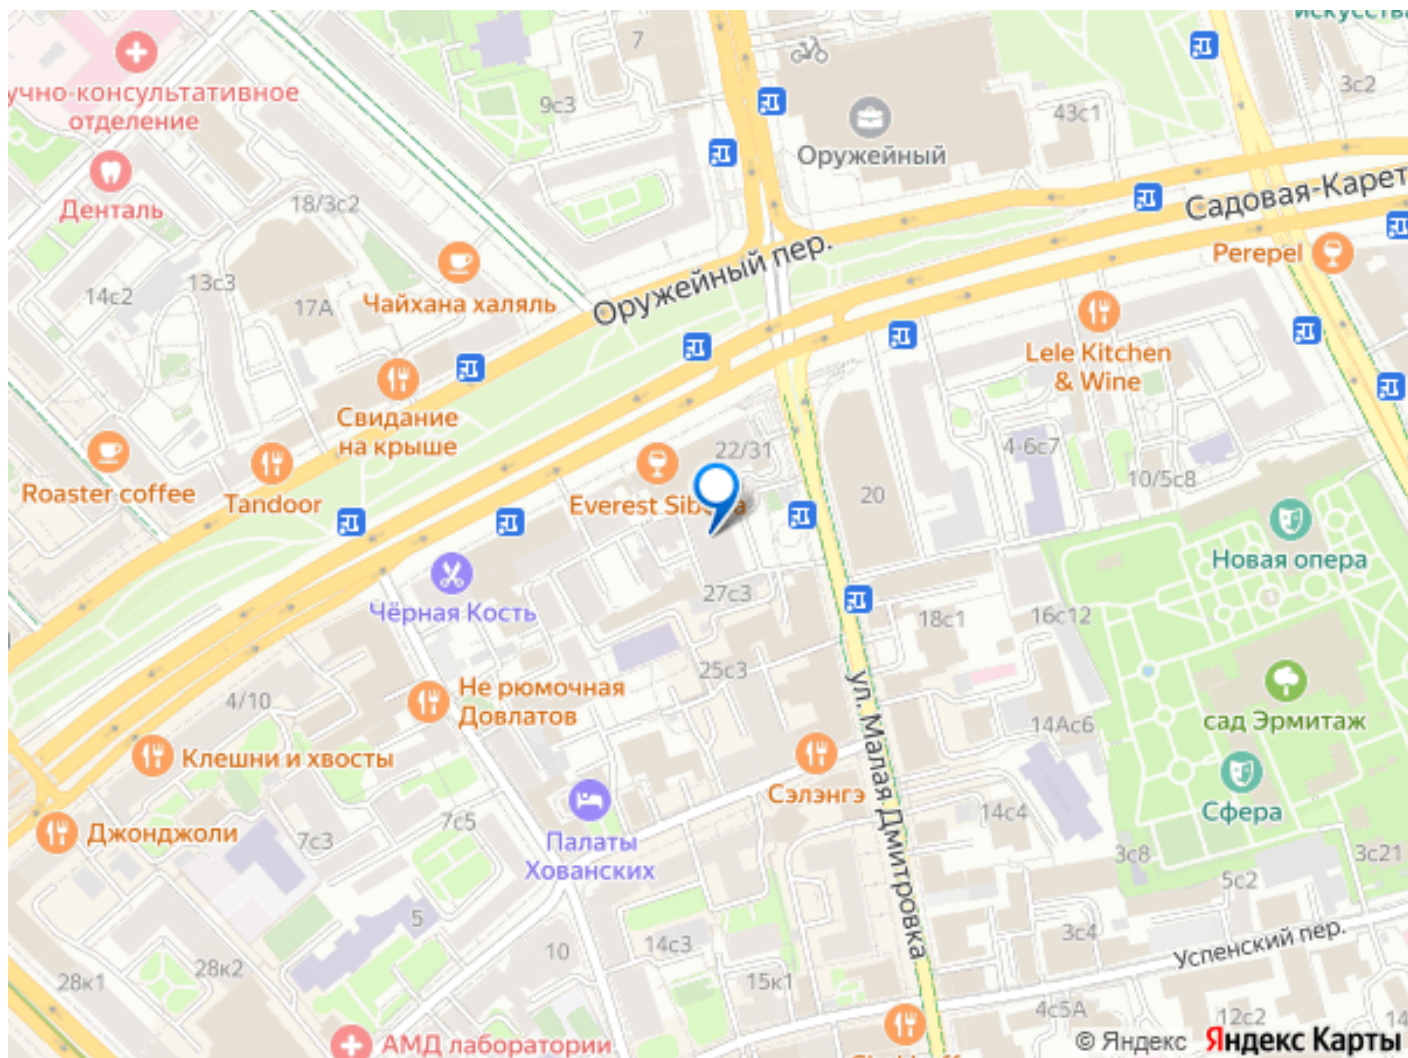 искусства
учно-консультативное
отделение
7
9с3
3с2
43с1
Оружейный
Денталь
18/3с2
Садовая-Карет
Оружейный пер.
Perepel
13с3
14с2
17А
Чайхана халяль
Lele Kitchen
& Wine
Свидание
на крыше
22/31
4-6с7
10/5с8
Roaster coffee
Tandoor
Everest Sib
20
Новая опера
Чёрная Кость
27с3
18с1
16с12
25с3
Не рюмочная
Довлатов
4/10
ул. Малая Дмитровка
14Ас6
сад Эрмитаж
Клешни и хвосты
Сэлэнгэ
Сфера
14с4
Джонджоли
7с3
7с5
Палаты
Хованских
3с8
3с21
5с2
5
10
14с3
3с4
Успенский пер.
28к1
28к2
15к1
4с5А
12с2
14
АМД лаборатории
© Яндекс Яндекс Карты